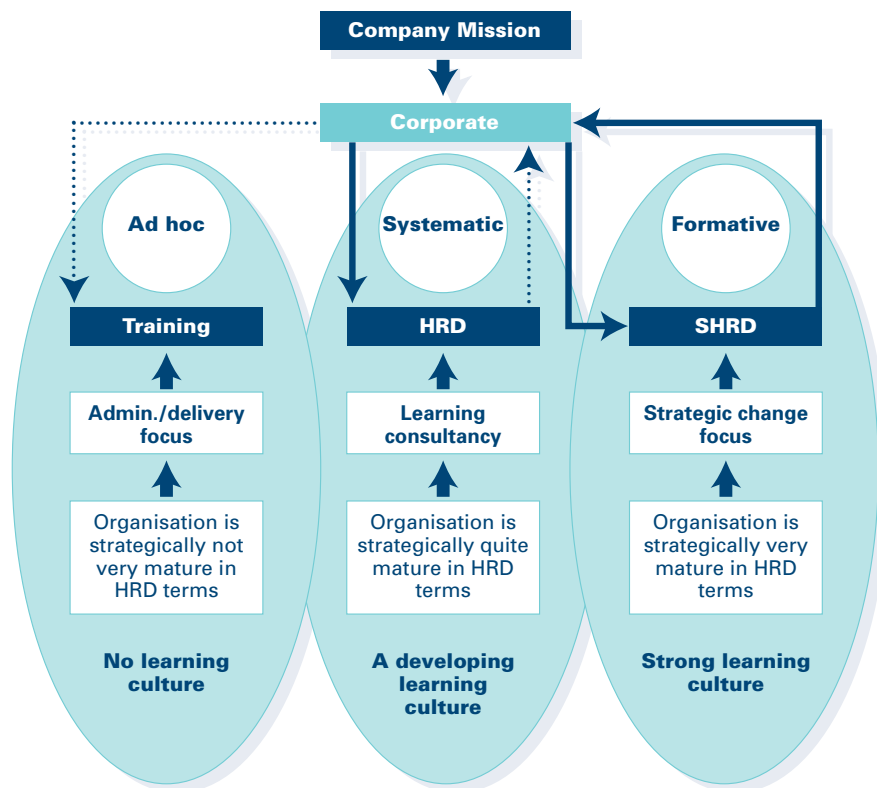 Company Mission
Corporate
Ad hoc
Systematic
Formative
Training
HRD
SHRD
Admin./delivery
focus
Learning
consultancy
Strategic change
focus
Organisation is
strategically not
very mature in
HRD terms
Organisation is
strategically quite
mature in HRD
terms
Organisation is
strategically very
mature in HRD
terms
No learning
culture
A developing
learning
culture
Strong learning
culture